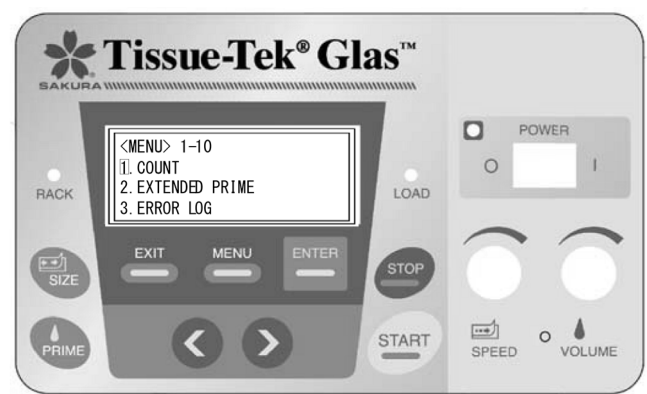 Tissue-Tek® Glas™
SAKURA
<MENU> 1-10
1. COUNT
2. EXTENDED PRIME
3. ERROR LOG
RACK
LOAD
POWER
O I
EXIT MENU ENTER
SIZE
STOP
PRIME
START
SPEED
VOLUME